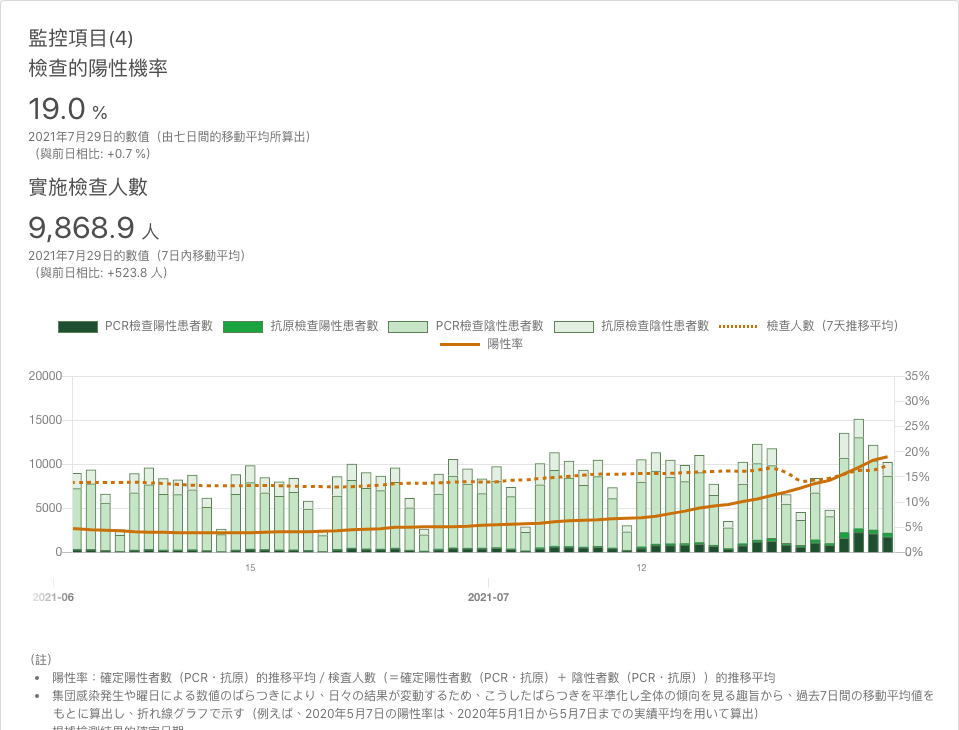 監控項目(4)
檢查的陽性機率
19.0 %
2021年7月29日的數值（由七日間的移動平均所算出）
（與前日相比: +0.7 %）
實施檢查人數
9,868.9 人
2021年7月29日的數值（7日內移動平均）
（與前日相比: +523.8 人）
PCR檢查陽性患者數 抗原檢查陽性患者數 PCR檢查陰性患者數 抗原檢查陰性患者數 檢查人數（7天推移平均）
陽性率
20000 35%
30%
15000 25%
20%
10000 15%
10%
5000 5%
0 0%
15 12
2021-06 2021-07
（註）
• 陽性率：確定陽性者數（PCR・抗原）的推移平均 / 検查人數（＝確定陽性者數（PCR・抗原）＋ 陰性者數（PCR・抗原））的推移平均
• 集団感染発生や曜日による数値のばらつきにより、日々の結果が変動するため、こうしたばらつきを平準化し全体の傾向を見る趣旨から、過去7日間の移動平均値を
もとに算出し、折れ線グラフで示す（例えば、2020年5月7日の陽性率は、2020年5月1日から5月7日までの実績平均を用いて算出）